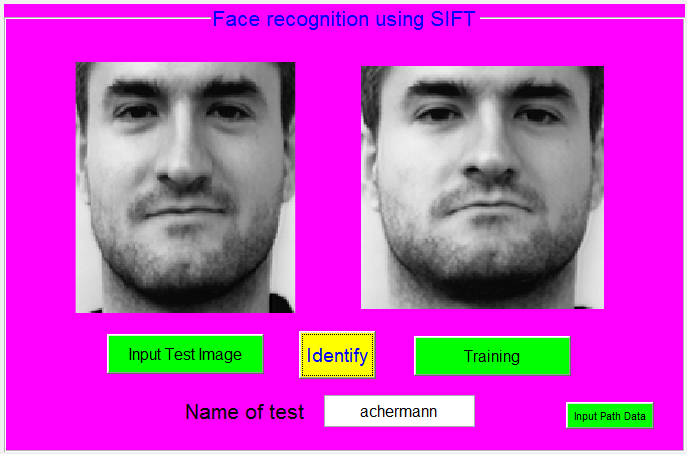 Face recognition using SIFT
Input Test Image
Identify
Training
Name of test
achermann
Input Path Data